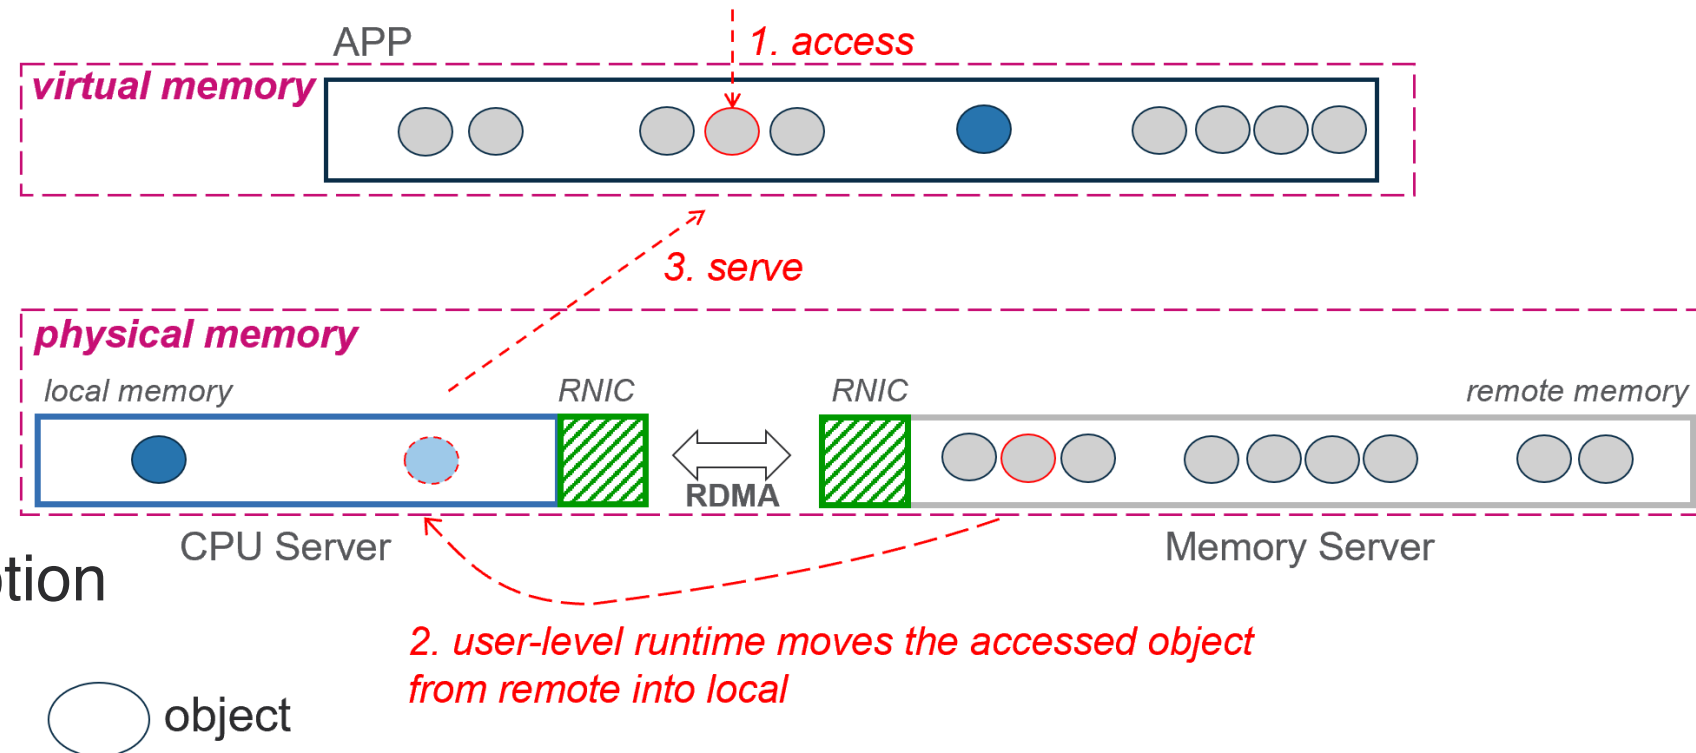 APP
1. access
virtual memory
3. serve
physical memory
local memory
RNIC
RNIC
remote memory
RDMA
CPU Server
Memory Server
2. user-level runtime moves the accessed object
from remote into local
object